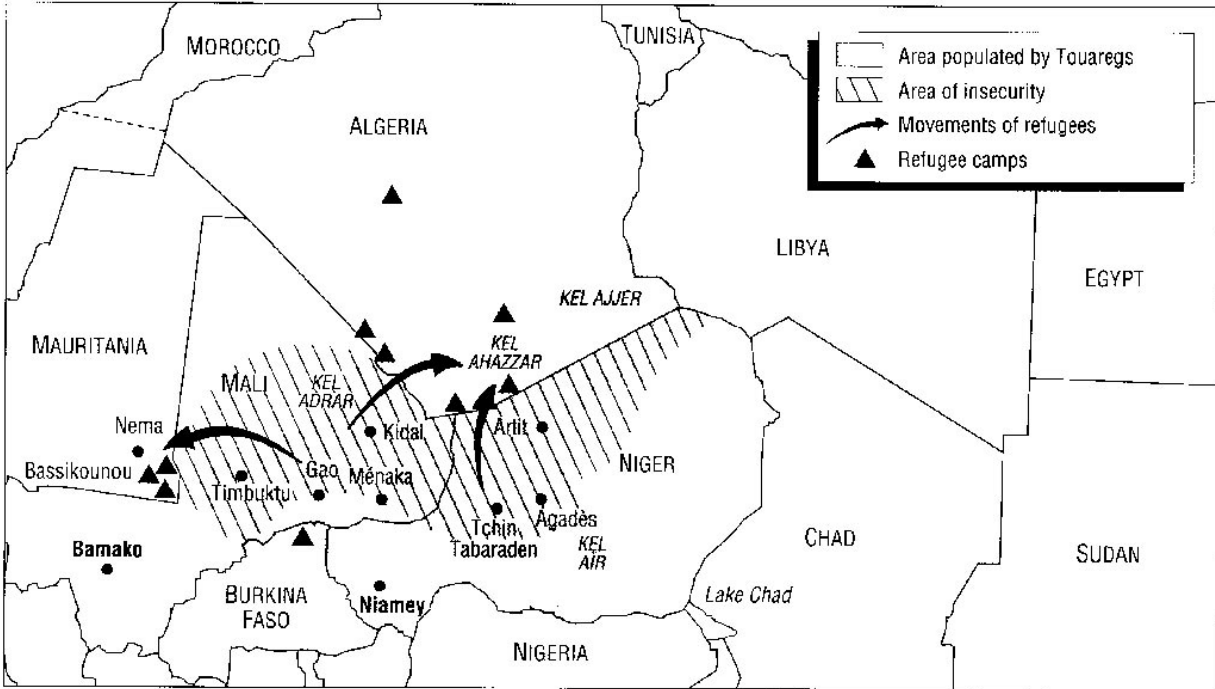 MOROCCO
TUNISIA
Area populated by Touaregs
Area of insecurity
Movements of refugees
Refugee camps
ALGERIA
LIBYA
EGYPT
KEL AJJER
MAURITANIA
KEL
AHAZZAR
MALI
KEL
ADRAR
Nema
Kidal
Arlit
Bassikounou
Gao
Ménaka
NIGER
Timbuktu
Tchin
Tabaraden
Agadès
KEL
AÏR
CHAD
SUDAN
Bamako
BURKINA
FASO
Niamey
Lake Chad
NIGERIA